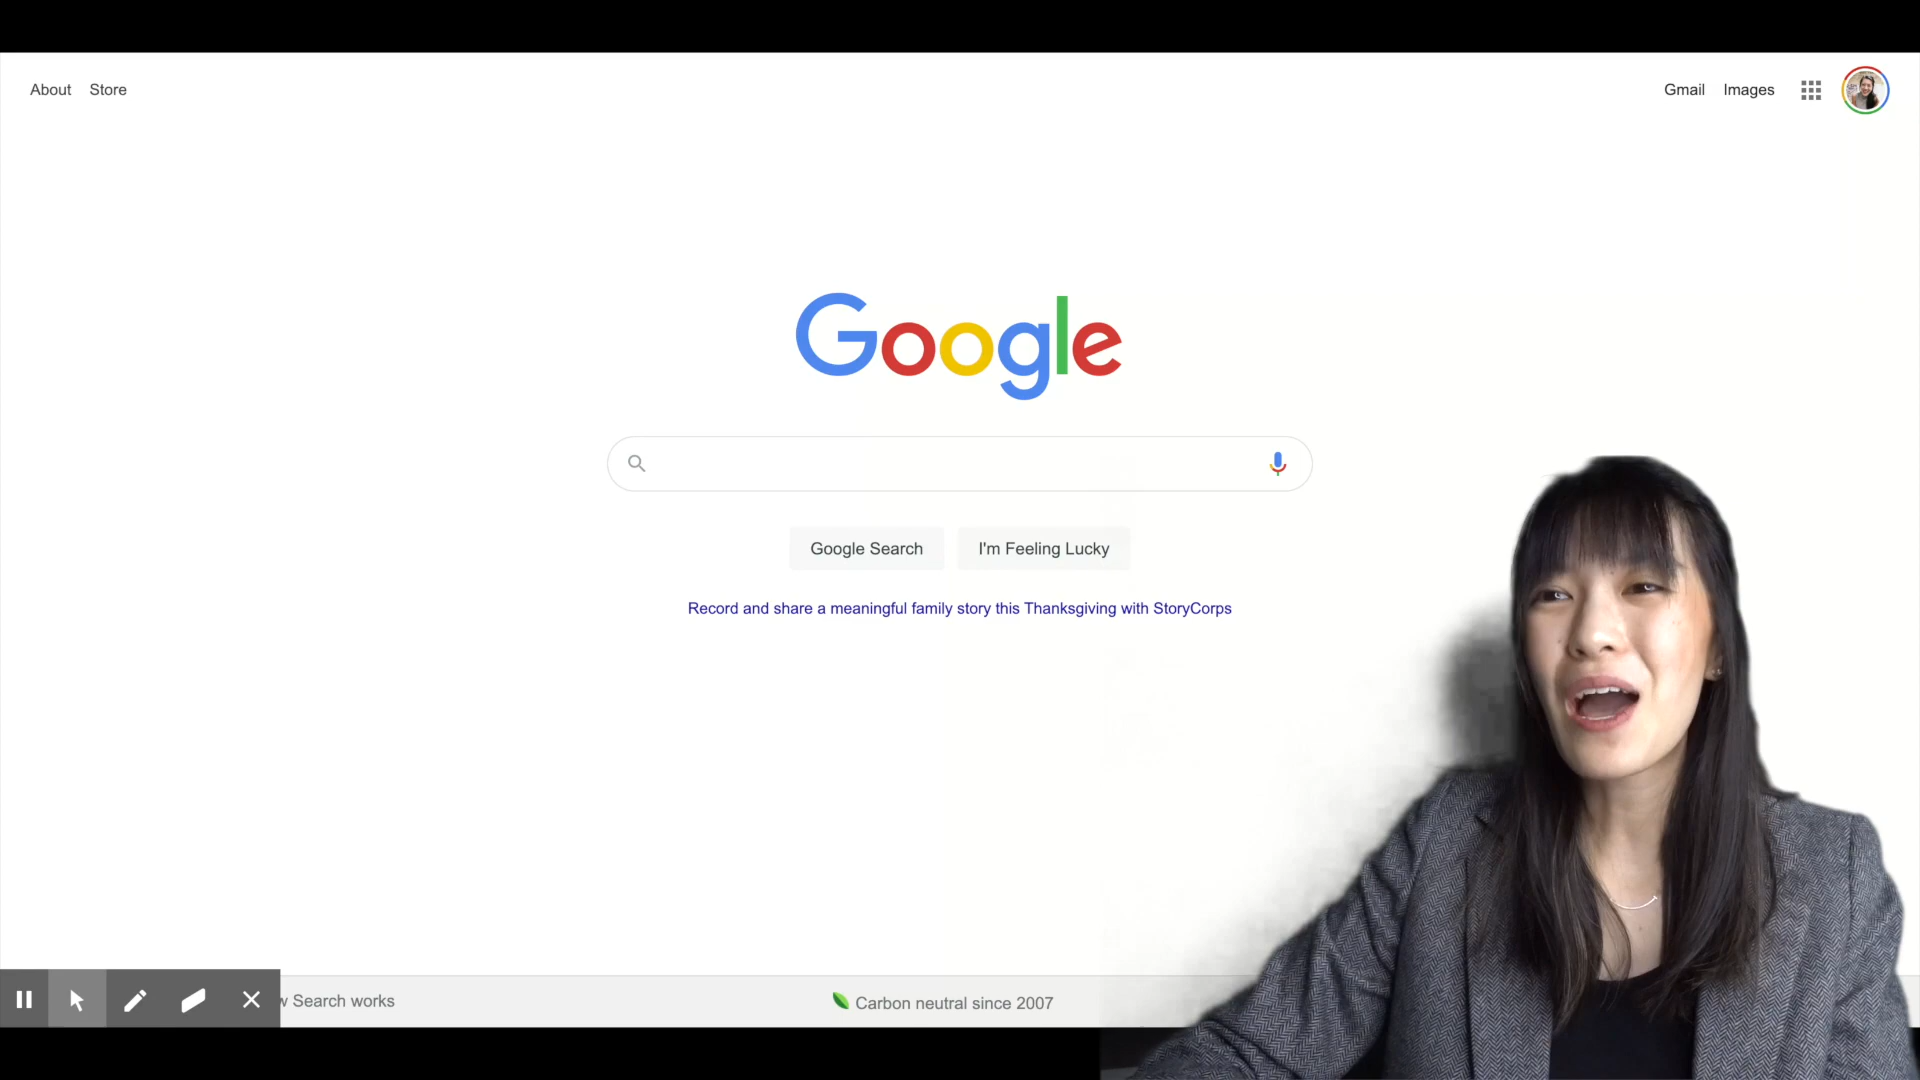 About Store
Gmail Images
Google
Google Search
I'm Feeling Lucky
Record and share a meaningful family story this Thanksgiving with StoryCorps
Search works
Carbon neutral since 2007